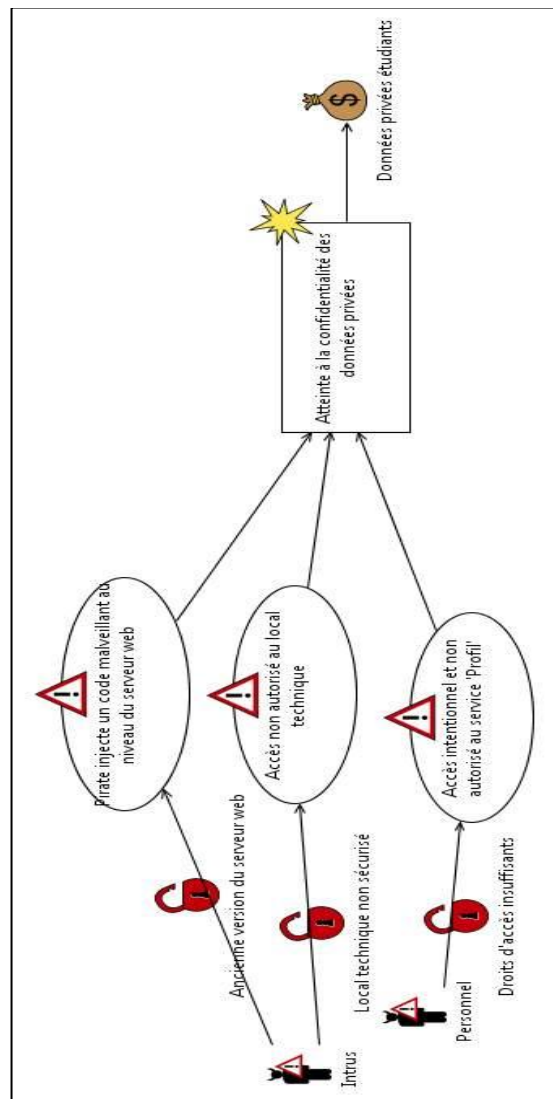 Pirate injecte un code malveillant au
niveau du serveur web
Ancienne version du serveur web
Accès non autorisé au local
technique
Intrus
Local technique non sécurisé
Atteinte à la confidentialité des
données privées
$
Données privées étudiants
Accès intentionnel et non
autorisé au service 'Profil'
Personnel
Droits d'accès insuffisants